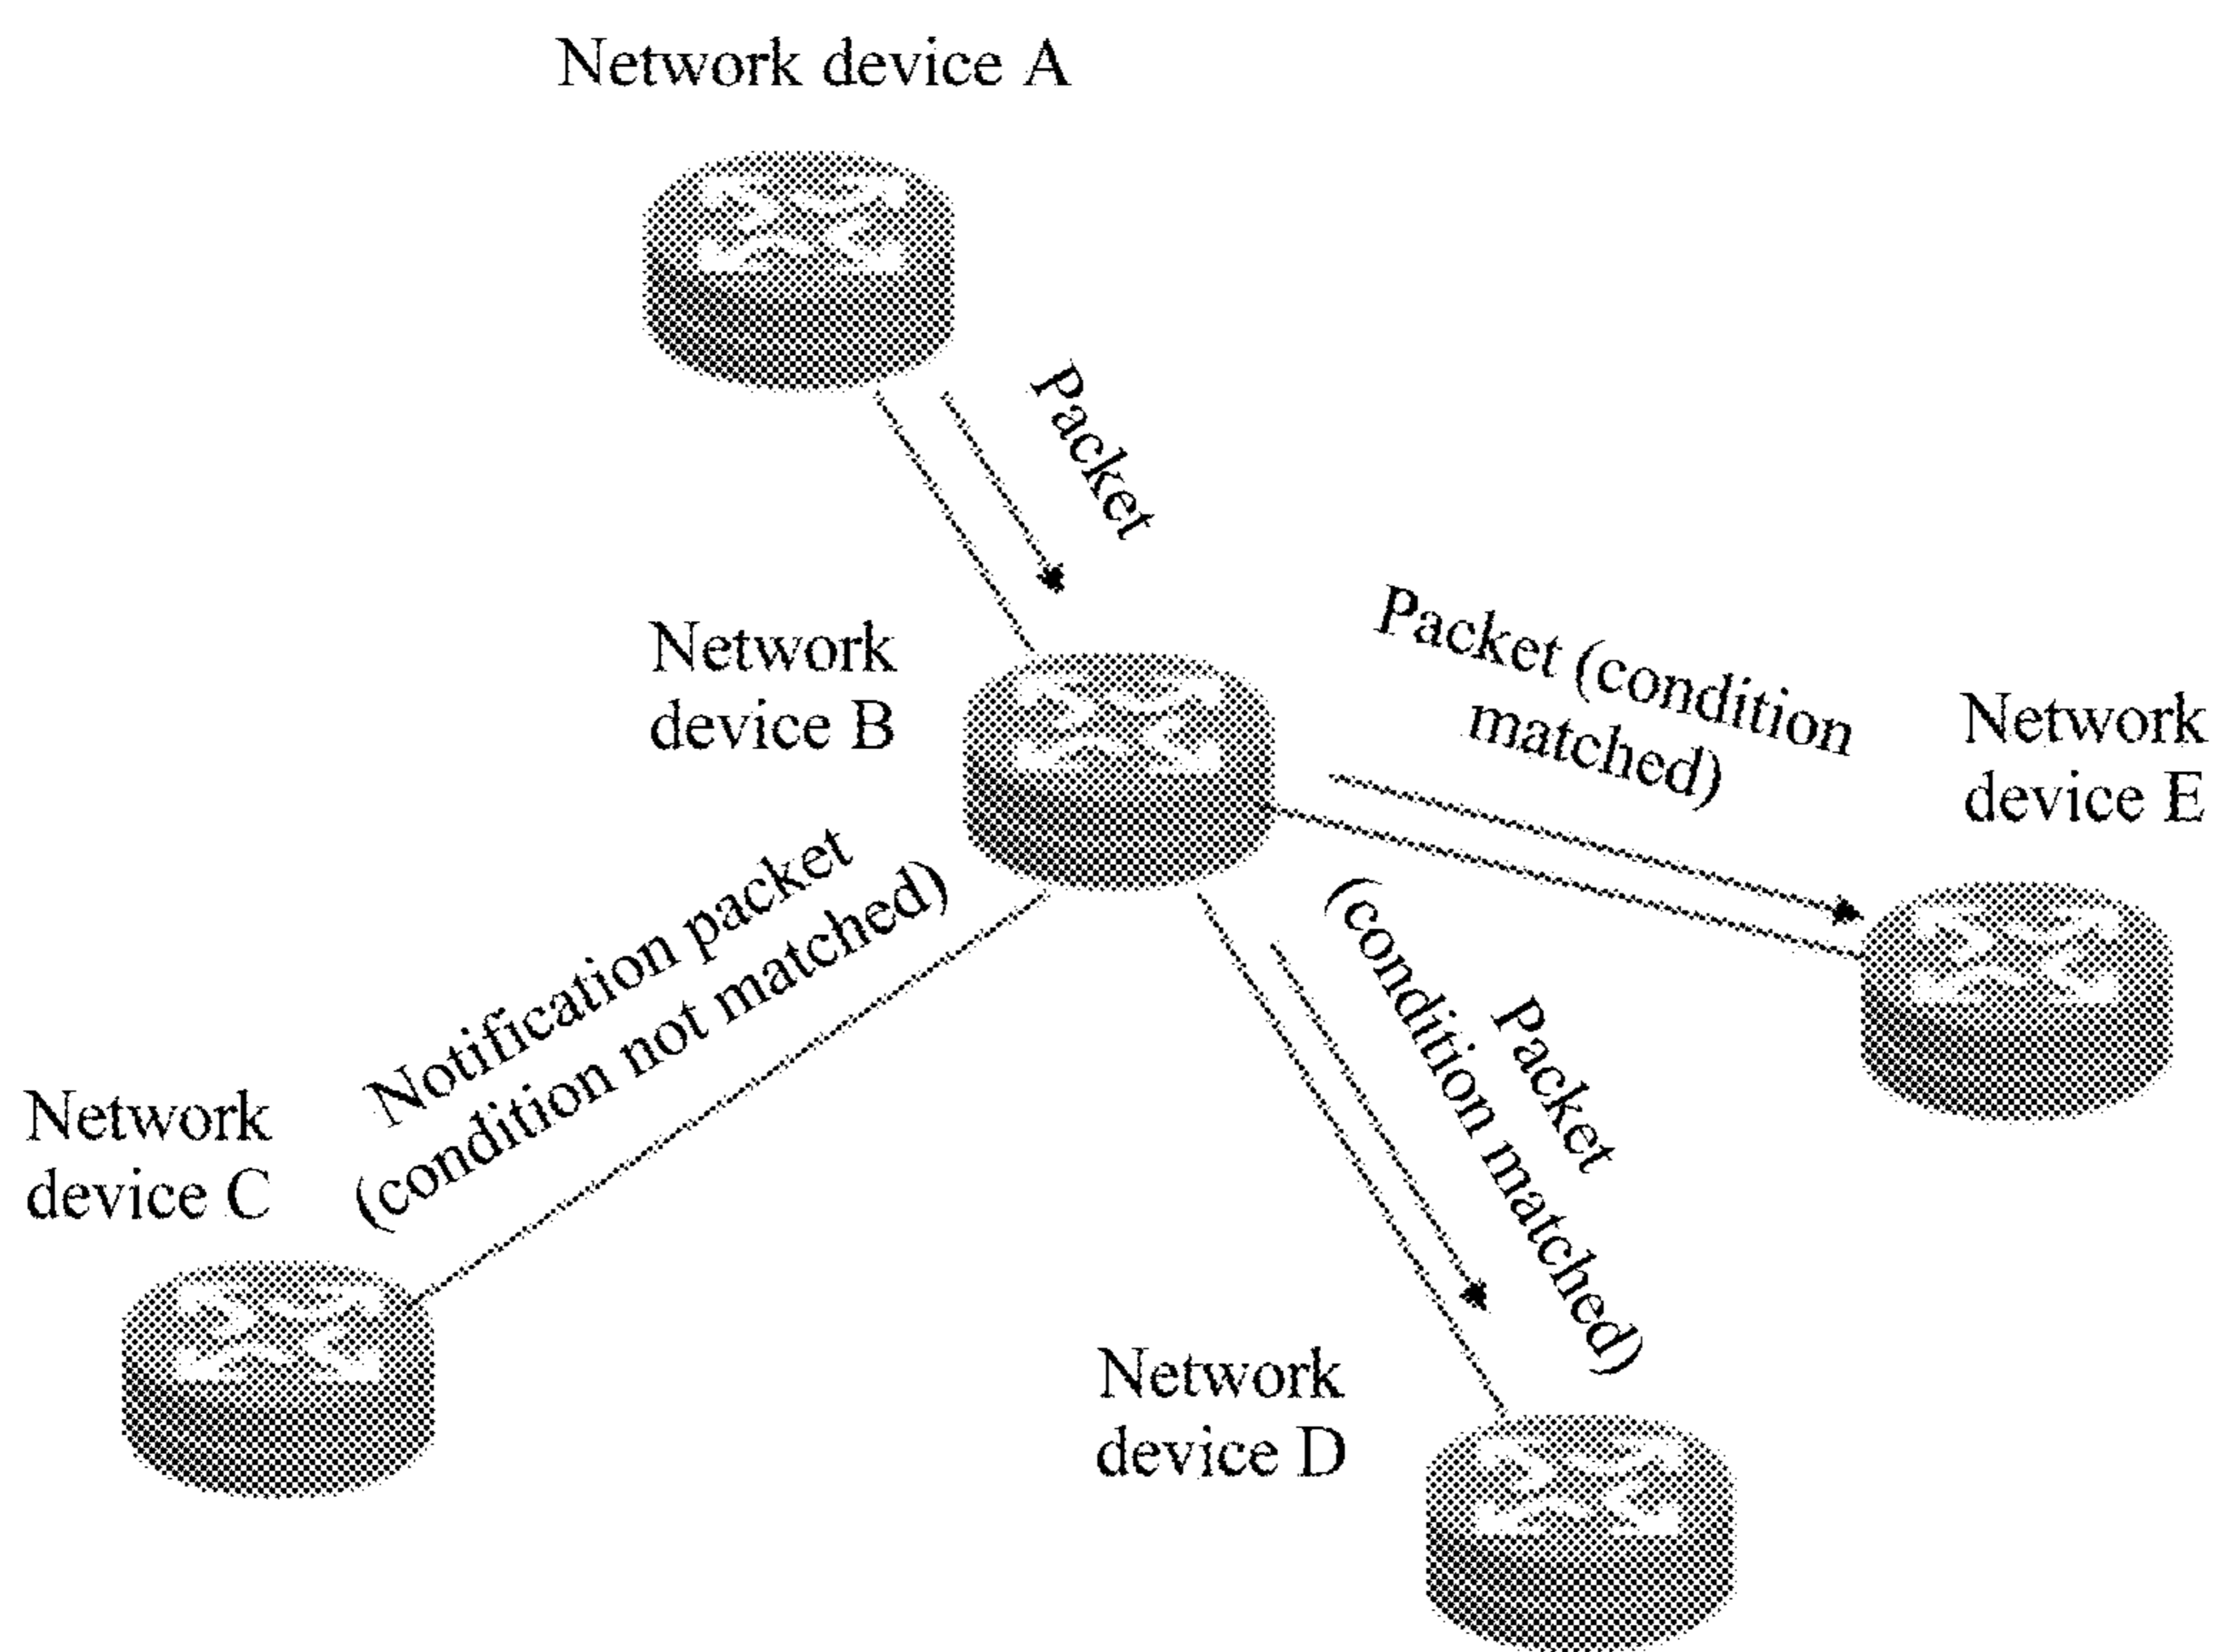 Network device A
Packet
Network
device B
Packet (condition
matched)
Network
device E
Notification packet
(condition not matched)
Packet
(condition matched)
Network
device C
Network
device D